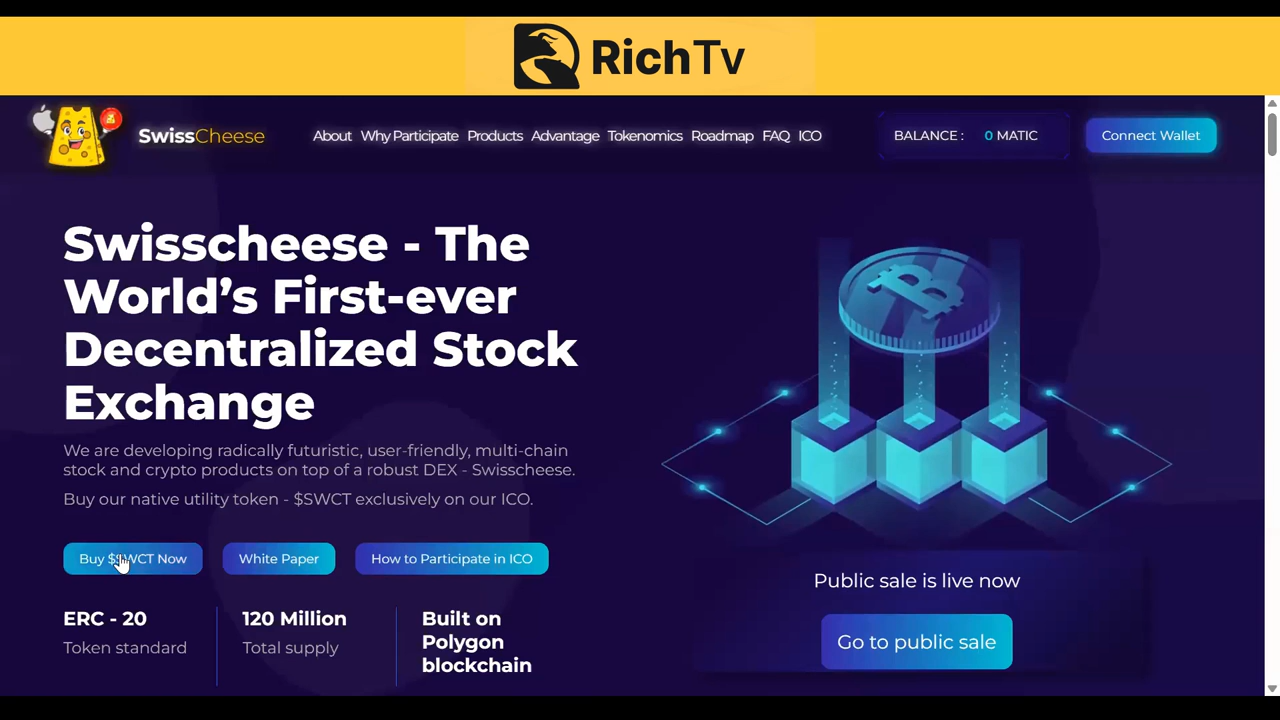 RichTv
SwissCheese
About Why Participate Products Advantage Tokenomics Roadmap FAQ ICO
BALANCE : 0 MATIC
Connect Wallet
Swisscheese - The
World’s First-ever
Decentralized Stock
Exchange
We are developing radically futuristic, user-friendly, multi-chain
stock and crypto products on top of a robust DEX - Swisscheese.
Buy our native utility token - $SWCT exclusively on our ICO.
Buy $SWCT Now
White Paper
How to Participate in ICO
ERC - 20
Token standard
120 Million
Total supply
Built on
Polygon
blockchain
Public sale is live now
Go to public sale